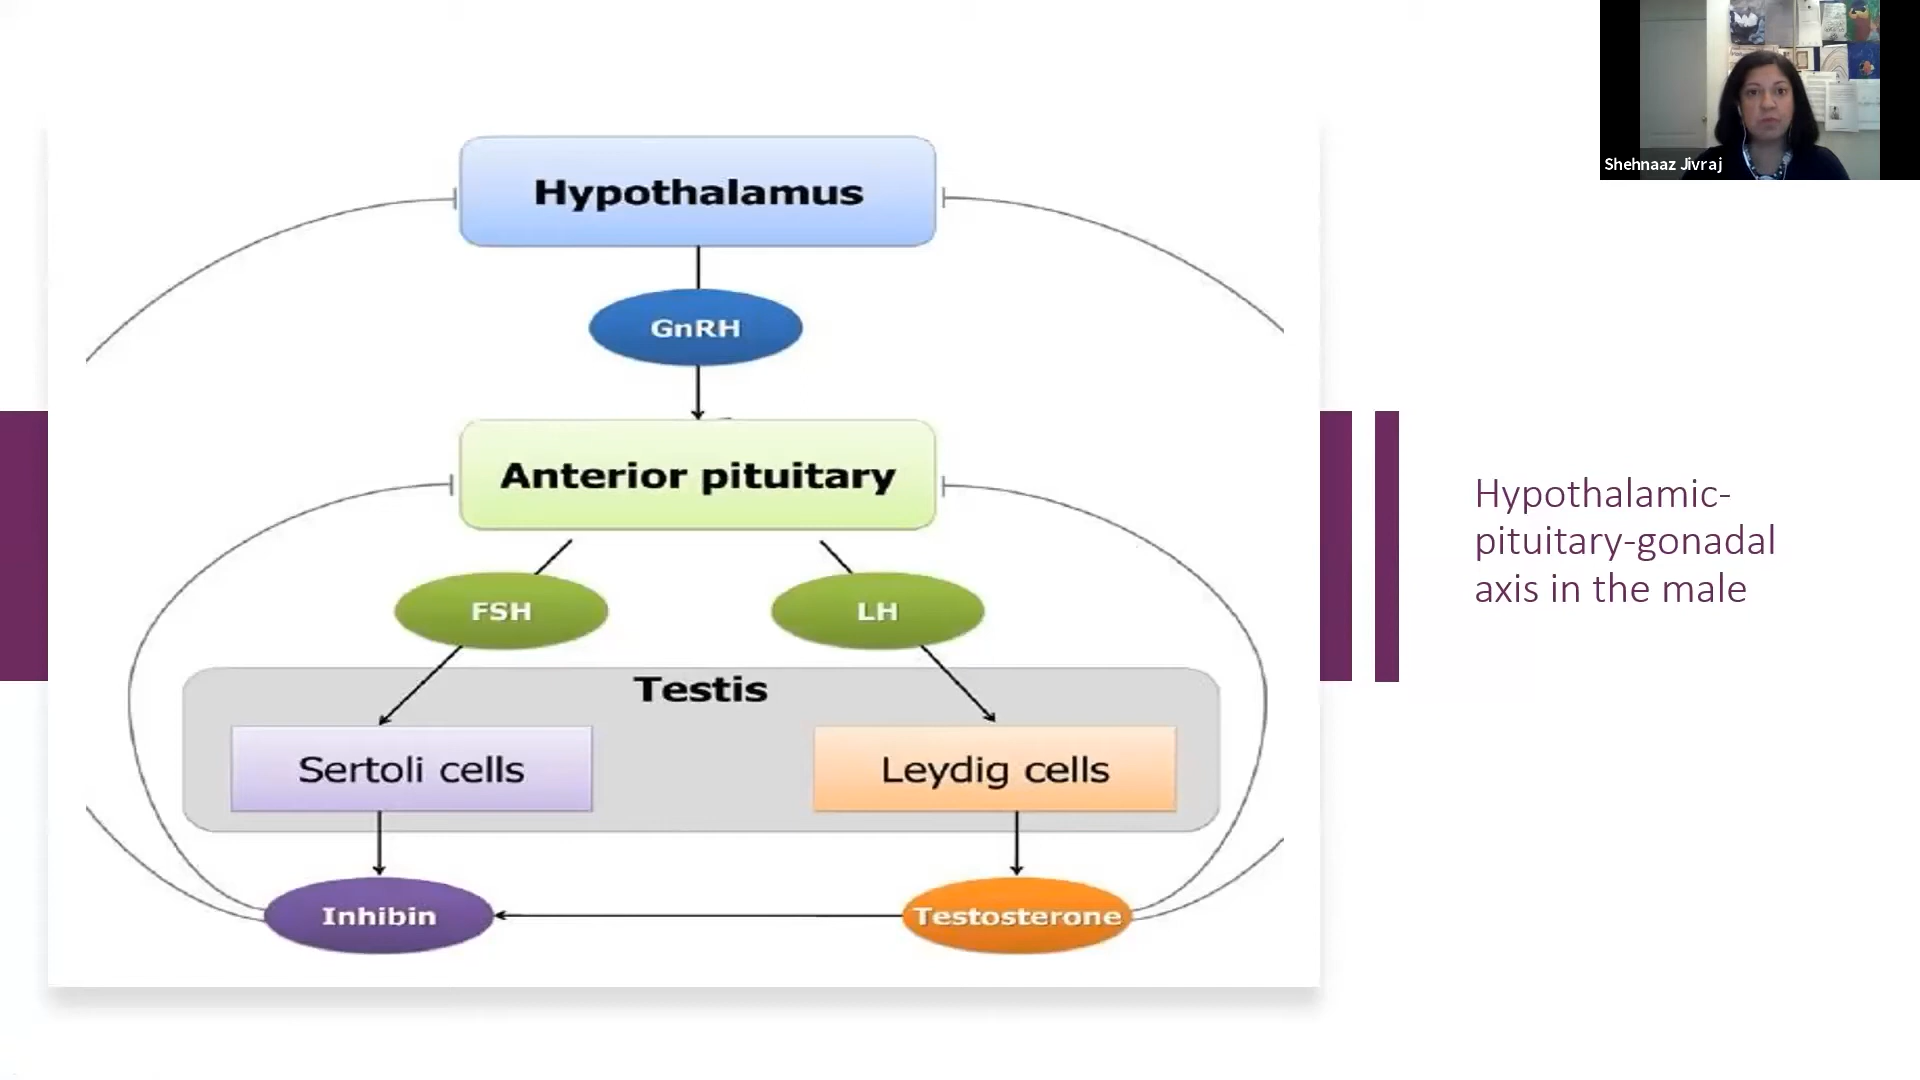 Hypothalamus
GnRH
Anterior pituitary
FSH
LH
Testis
Sertoli cells
Leydig cells
Inhibin
Testosterone
Hypothalamic-
pituitary-gonadal
axis in the male
Shehnaaz Jivraj